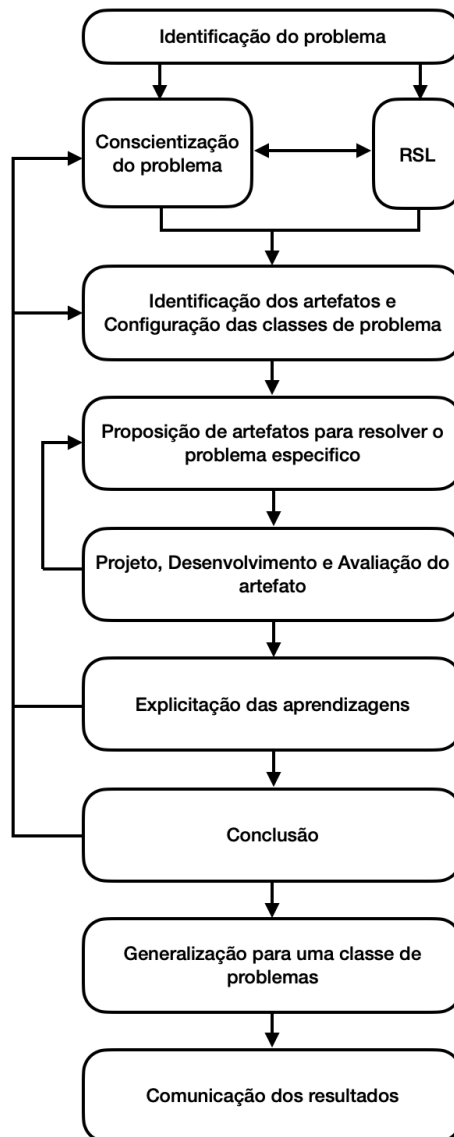 Identificação do problema
Conscientização
do problema
RSL
Identificação dos artefatos e
Configuração das classes de problema
Proposição de artefatos para resolver o
problema especifico
Projeto, Desenvolvimento e Avaliação do
artefato
Explicitação das aprendizagens
Conclusão
Generalização para uma classe de
problemas
Comunicação dos resultados